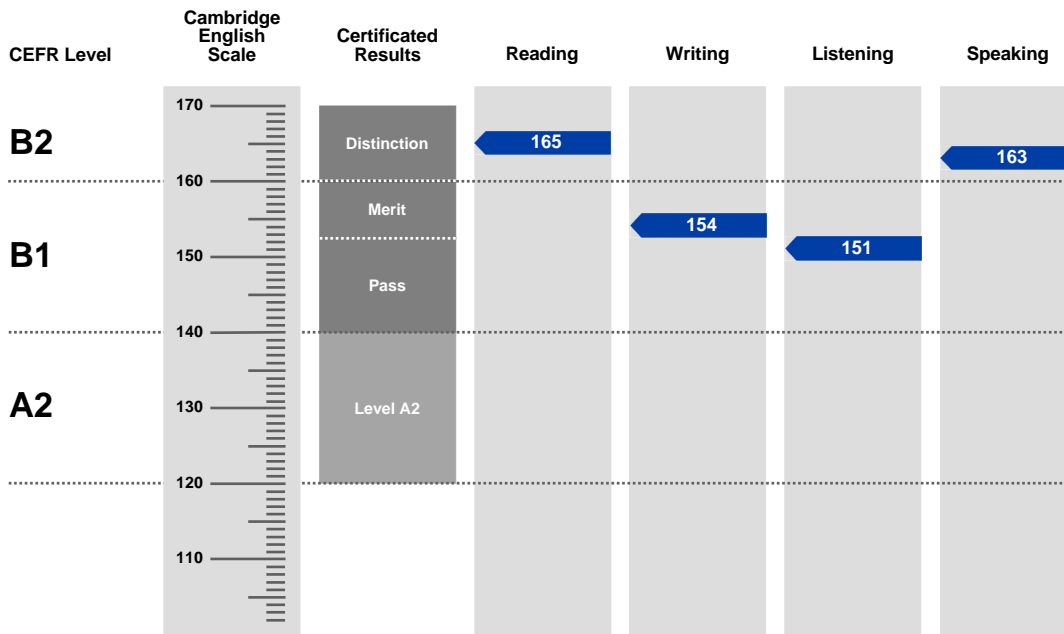 CEFR Level
Cambridge
English
Scale
Certificated
Results
Reading
Writing
Listening
Speaking
170
B2
Distinction
165
163
160
Merit
154
B1
150
151
Pass
140
A2
130
Level A2
120
110